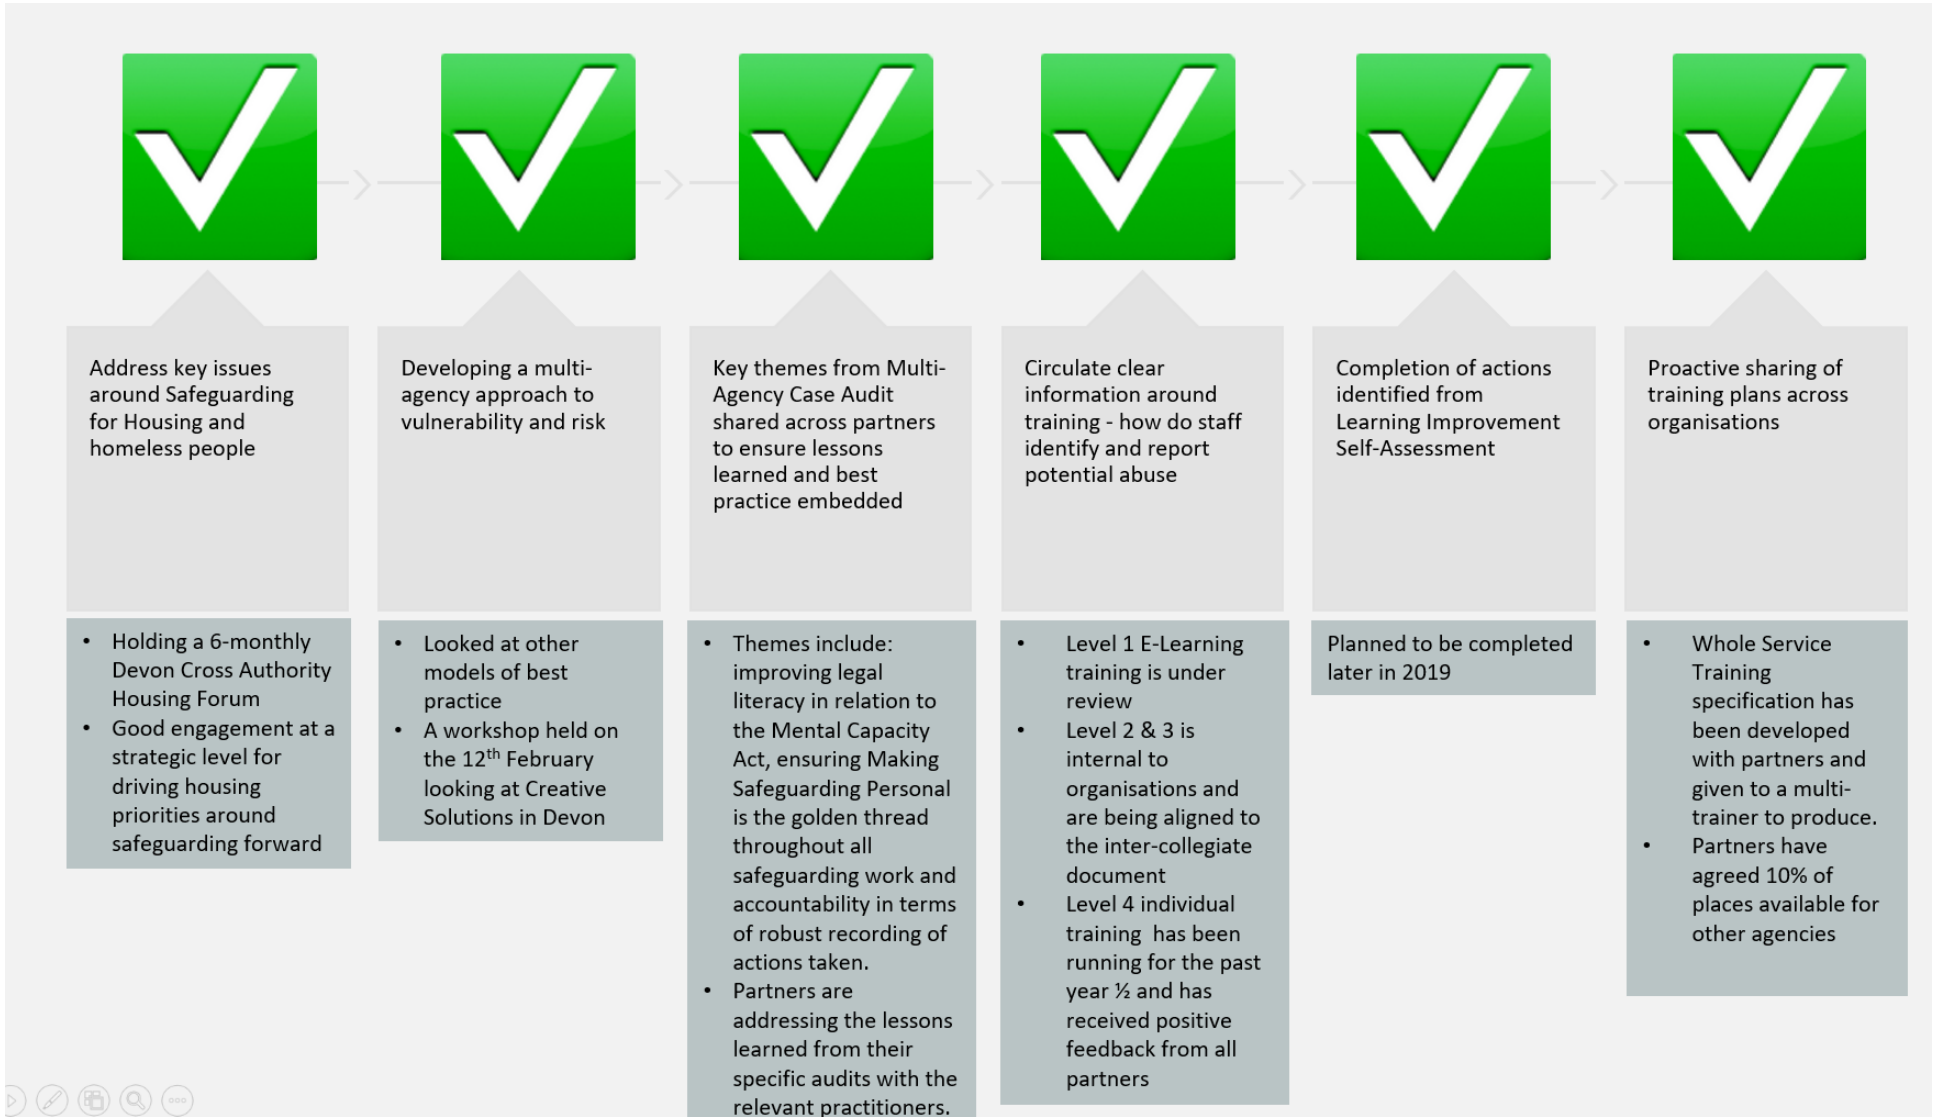 Address key issues
around Safeguarding
for Housing and
homeless people
Developing a multi-
agency approach to
vulnerability and risk
Key themes from Multi-
Agency Case Audit
shared across partners
to ensure lessons
learned and best
practice embedded
Circulate clear
information around
training - how do staff
identify and report
potential abuse
Completion of actions
identified from
Learning Improvement
Self-Assessment
Proactive sharing of
training plans across
organisations
• Holding a 6-monthly
Devon Cross Authority
Housing Forum
• Good engagement at a
strategic level for
driving housing
priorities around
safeguarding forward
• Looked at other
models of best
practice
• A workshop held on
the 12th February
looking at Creative
Solutions in Devon
• Themes include:
improving legal
literacy in relation to
the Mental Capacity
Act, ensuring Making
Safeguarding Personal
is the golden thread
throughout all
safeguarding work and
accountability in terms
of robust recording of
actions taken.
• Partners are
addressing the lessons
learned from their
specific audits with the
relevant practitioners.
• Level 1 E-Learning
training is under
review
• Level 2 & 3 is
internal to
organisations and
are being aligned to
the inter-collegiate
document
• Level 4 individual
training  has been
running for the past
year ½ and has
received positive
feedback from all
partners
Planned to be completed
later in 2019
• Whole Service
Training
specification has
been developed
with partners and
given to a multi-
trainer to produce.
• Partners have
agreed 10% of
places available for
other agencies